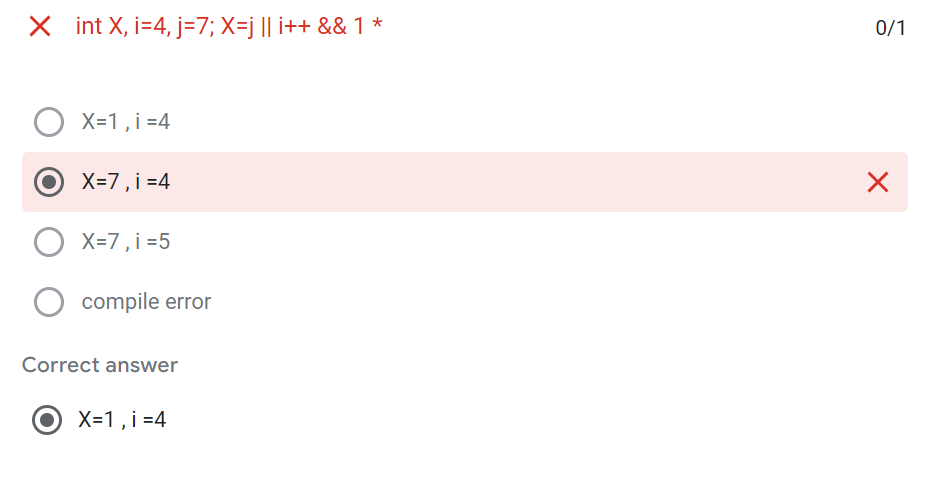 int X, i=4, j=7; X=j || i++ && 1 *
0/1
X=1 , i =4
X=7 , i =4
X=7 , i =5
compile error
Correct answer
X=1 , i =4